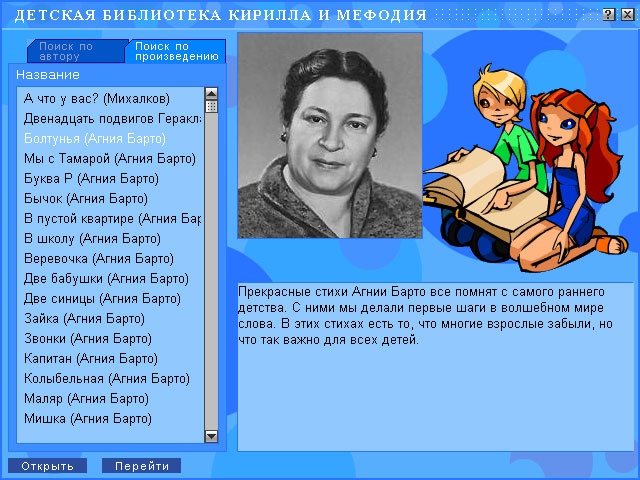 ДЕТСКАЯ БИБЛИОТЕКА КИРИЛЛА И МЕФОДИЯ
?
Поиск по
автору
Поиск по
произведению
Название
А что у вас? (Михалков)
Двенадцать подвигов Геракла
Болтунья (Агния Барто)
Мы с Тамарой (Агния Барто)
Буква Р (Агния Барто)
Бычок (Агния Барто)
В пустой квартире (Агния Бар
В школу (Агния Барто)
Веревочка (Агния Барто)
Две бабушки (Агния Барто)
Две синицы (Агния Барто)
Зайка (Агния Барто)
Звонки (Агния Барто)
Капитан (Агния Барто)
Колыбельная (Агния Барто)
Маляр (Агния Барто)
Мишка (Агния Барто)
Прекрасные стихи Агнии Барто все помнят с самого раннего
детства. С ними мы делали первые шаги в волшебном мире
слова. В этих стихах есть то, что многие взрослые забыли, но
что так важно для всех детей.
Открыть
Перейти